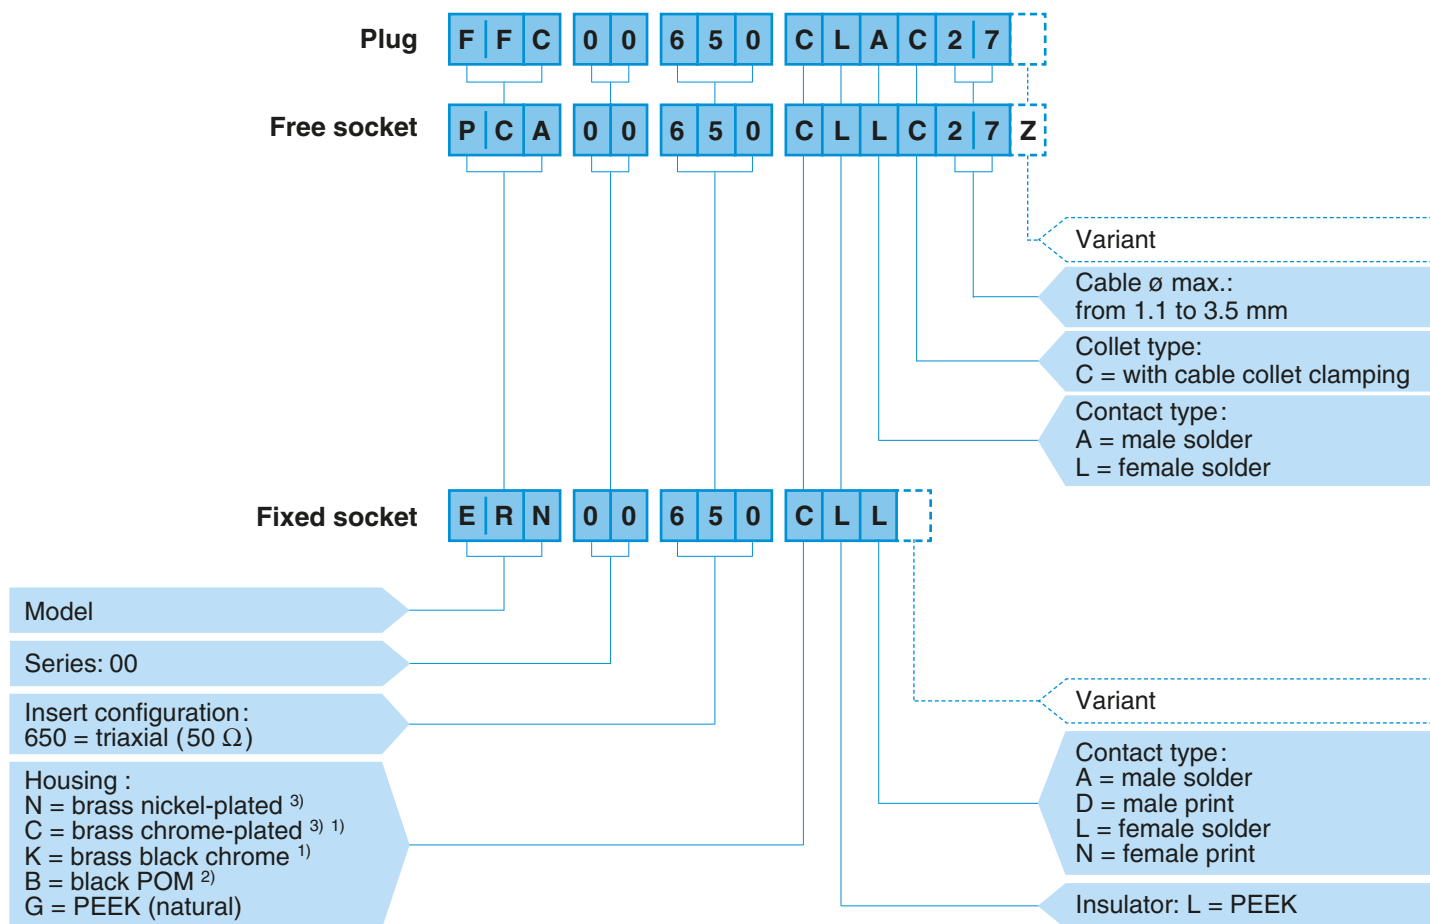 Plug F F C 0 0 6 5 0 C L A C 2 7
Free socket P C A 0 0 6 5 0 C L L C 2 7 Z
Variant
Cable ø max.:
from 1.1 to 3.5 mm
Collet type:
C = with cable collet clamping
Contact type:
A = male solder
L = female solder
Fixed socket E R N 0 0 6 5 0 C L L
Model
Series: 00
Insert configuration:
650 = triaxial (50 Ω)
Housing :
N = brass nickel-plated 3)
C = brass chrome-plated 3) 1)
K = brass black chrome 1)
B = black POM 2)
G = PEEK (natural)
Variant
Contact type:
A = male solder
D = male print
L = female solder
N = female print
Insulator: L = PEEK